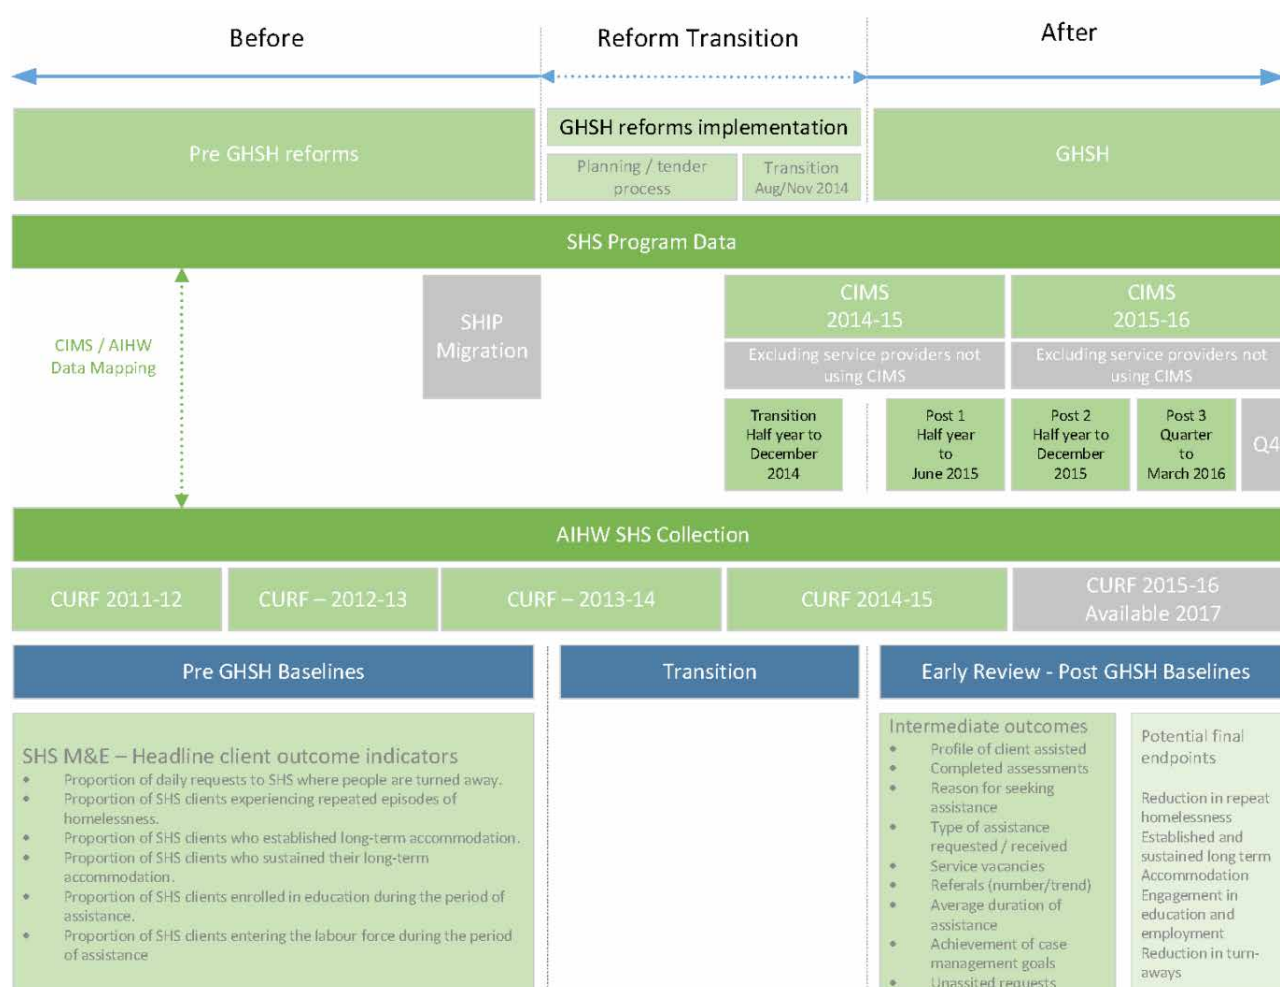 Before
Reform Transition
After
Pre GHSH reforms
GHSH reforms implementation
Planning / tender
process
Transition
Aug/Nov 2014
GHSH
SHS Program Data
CIMS / AIHW
Data Mapping
SHIP
Migration
CIMS
2014-15
CIMS
2015-16
Excluding service providers not
using CIMS
Excluding service providers not
using CIMS
Transition
Half year to
December
2014
Post 1
Half year
to
June 2015
Post 2
Half year to
December
2015
Post 3
Quarter
to
March 2016
Q4
AIHW SHS Collection
CURF 2011-12
CURF – 2012-13
CURF – 2013-14
CURF 2014-15
CURF 2015-16
Available 2017
Pre GHSH Baselines
Transition
Early Review - Post GHSH Baselines
SHS M&E – Headline client outcome indicators
• Proportion of daily requests to SHS where people are turned away.
• Proportion of SHS clients experiencing repeated episodes of
homelessness.
• Proportion of SHS clients who established long-term accommodation.
• Proportion of SHS clients who sustained their long-term
accommodation.
• Proportion of SHS clients enrolled in education during the period of
assistance.
• Proportion of SHS clients entering the labour force during the period
of assistance
Intermediate outcomes
• Profile of client assisted
• Completed assessments
• Reason for seeking
assistance
• Type of assistance
requested / received
• Service vacancies
• Referals (number/trend)
• Average duration of
assistance
• Achievement of case
management goals
• Unassited requests
Potential final
endpoints
Reduction in repeat
homelessness
Established and
sustained long term
Accommodation
Engagement in
education and
employment
Reduction in turn-
aways